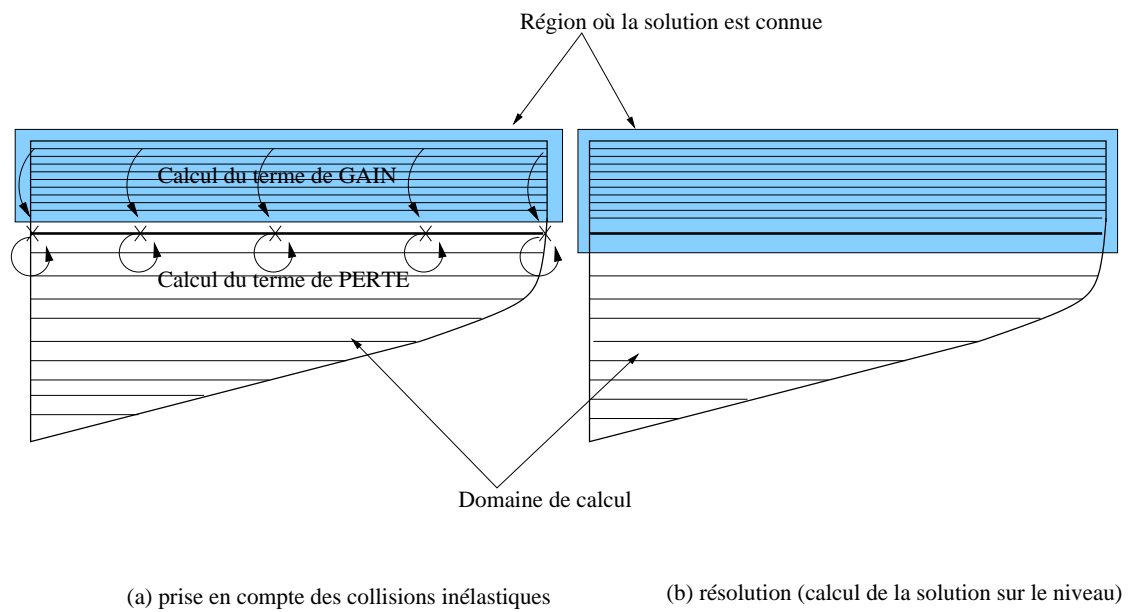 Région où la solution est connue
Calcul du terme de GAIN
Calcul du terme de PERTE
Domaine de calcul
(a) prise en compte des collisions inélastiques
(b) résolution (calcul de la solution sur le niveau)